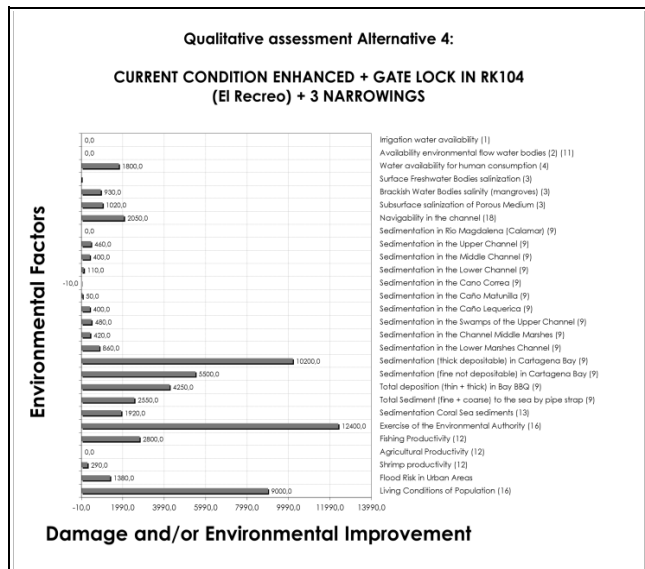 Qualitative assessment Alternative 4:
CURRENT CONDITION ENHANCED + GATE LOCK IN RK104
(El Recreo) + 3 NARROWINGS
Environmental Factors
0,0 Irrigation water availability (1)
0,0 Availability environmental flow water bodies (2) (11)
1800,0 Water availability for human consumption (4)
Surface Freshwater Bodies salinization (3)
930,0 Brackish Water Bodies salinity (mangroves) (3)
1020,0 Subsurface salinization of Porous Medium (3)
2050,0 Navigability in the channel (18)
0,0 Sedimentation in Río Magdalena (Calamar) (9)
460,0 Sedimentation in the Upper Channel (9)
400,0 Sedimentation in the Middle Channel (9)
110,0 Sedimentation in the Lower Channel (9)
-10,0 Sedimentation in the Cano Correa (9)
50,0 Sedimentation in the Caño Matunilla (9)
400,0 Sedimentation in the Caño Lequerica (9)
480,0 Sedimentation in the Swamps of the Upper Channel (9)
420,0 Sedimentation in the Channel Middle Marshes (9)
860,0 Sedimentation in the Lower Marshes Channel (9)
10200,0 Sedimentation (thick depositable) in Cartagena Bay (9)
5500,0 Sedimentation (fine not depositable) in Cartagena Bay (9)
4250,0 Total deposition (thin + thick) in Bay BBQ (9)
2550,0 Total Sediment (fine + coarse) to the sea by pipe strap (9)
1920,0 Sedimentation Coral Sea sediments (13)
12400,0 Exercise of the Environmental Authority (16)
2800,0 Fishing Productivity (12)
0,0 Agricultural Productivity (12)
290,0 Shrimp productivity (12)
1380,0 Flood Risk in Urban Areas
9000,0 Living Conditions of Population (16)
-10,0 1990,0 3990,0 5990,0 7990,0 9990,0 11990,0 13990,0
Damage and/or Environmental Improvement